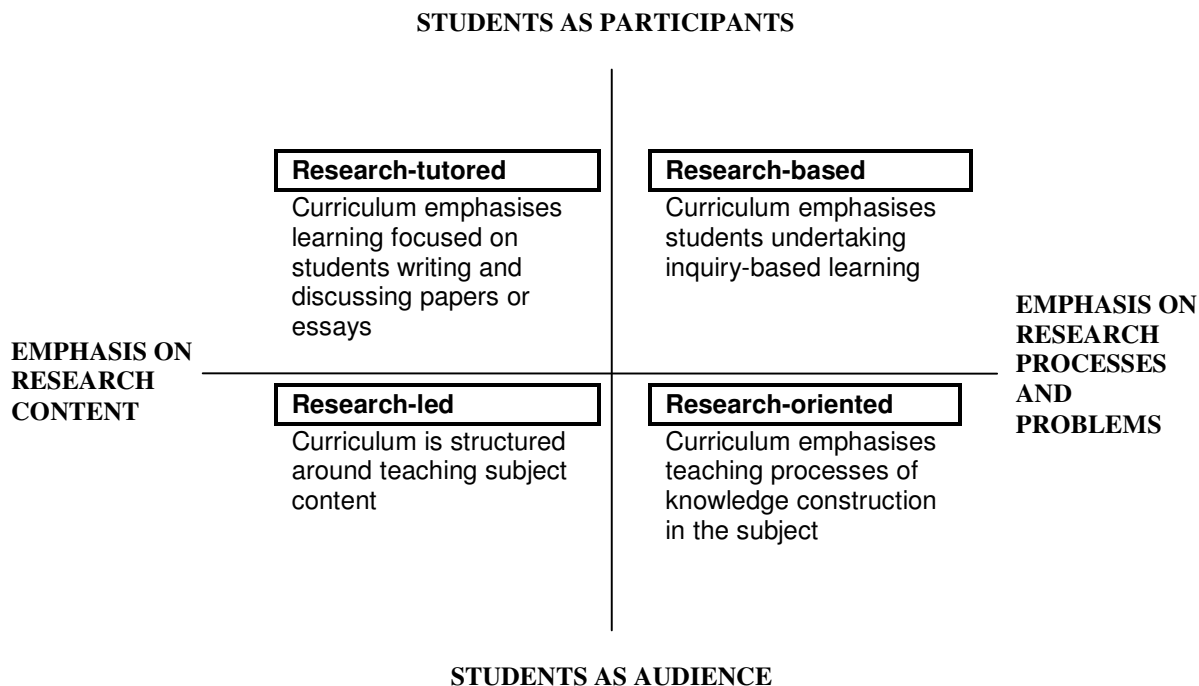 STUDENTS AS PARTICIPANTS
Research-tutored
Curriculum emphasises
learning focused on
students writing and
discussing papers or
essays
Research-based
Curriculum emphasises
students undertaking
inquiry-based learning
EMPHASIS ON
RESEARCH
CONTENT
EMPHASIS ON
RESEARCH
PROCESSES
AND
PROBLEMS
Research-led
Curriculum is structured
around teaching subject
content
Research-oriented
Curriculum emphasises
teaching processes of
knowledge construction
in the subject
STUDENTS AS AUDIENCE